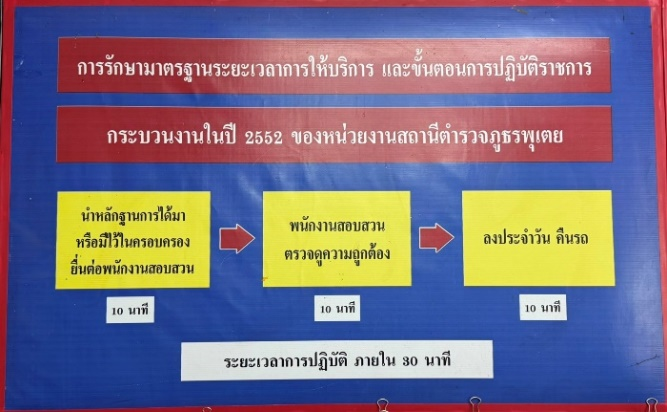 การรักษามาตรฐานระยะเวลาการให้บริการ และขั้นตอนการปฏิบัติราชการ
กระบวนงานในปี 2552 ของหน่วยงานสถานีตำรวจภูธรพุเตย
นำหลักฐานการได้มา
หรือมีไว้ในครอบครอง
ยื่นต่อพนักงานสอบสวน
10 นาที
พนักงานสอบสวน
ตรวจดูความถูกต้อง
10 นาที
ลงประจำวัน คืนรถ
10 นาที
ระยะเวลาการปฏิบัติ ภายใน 30 นาที